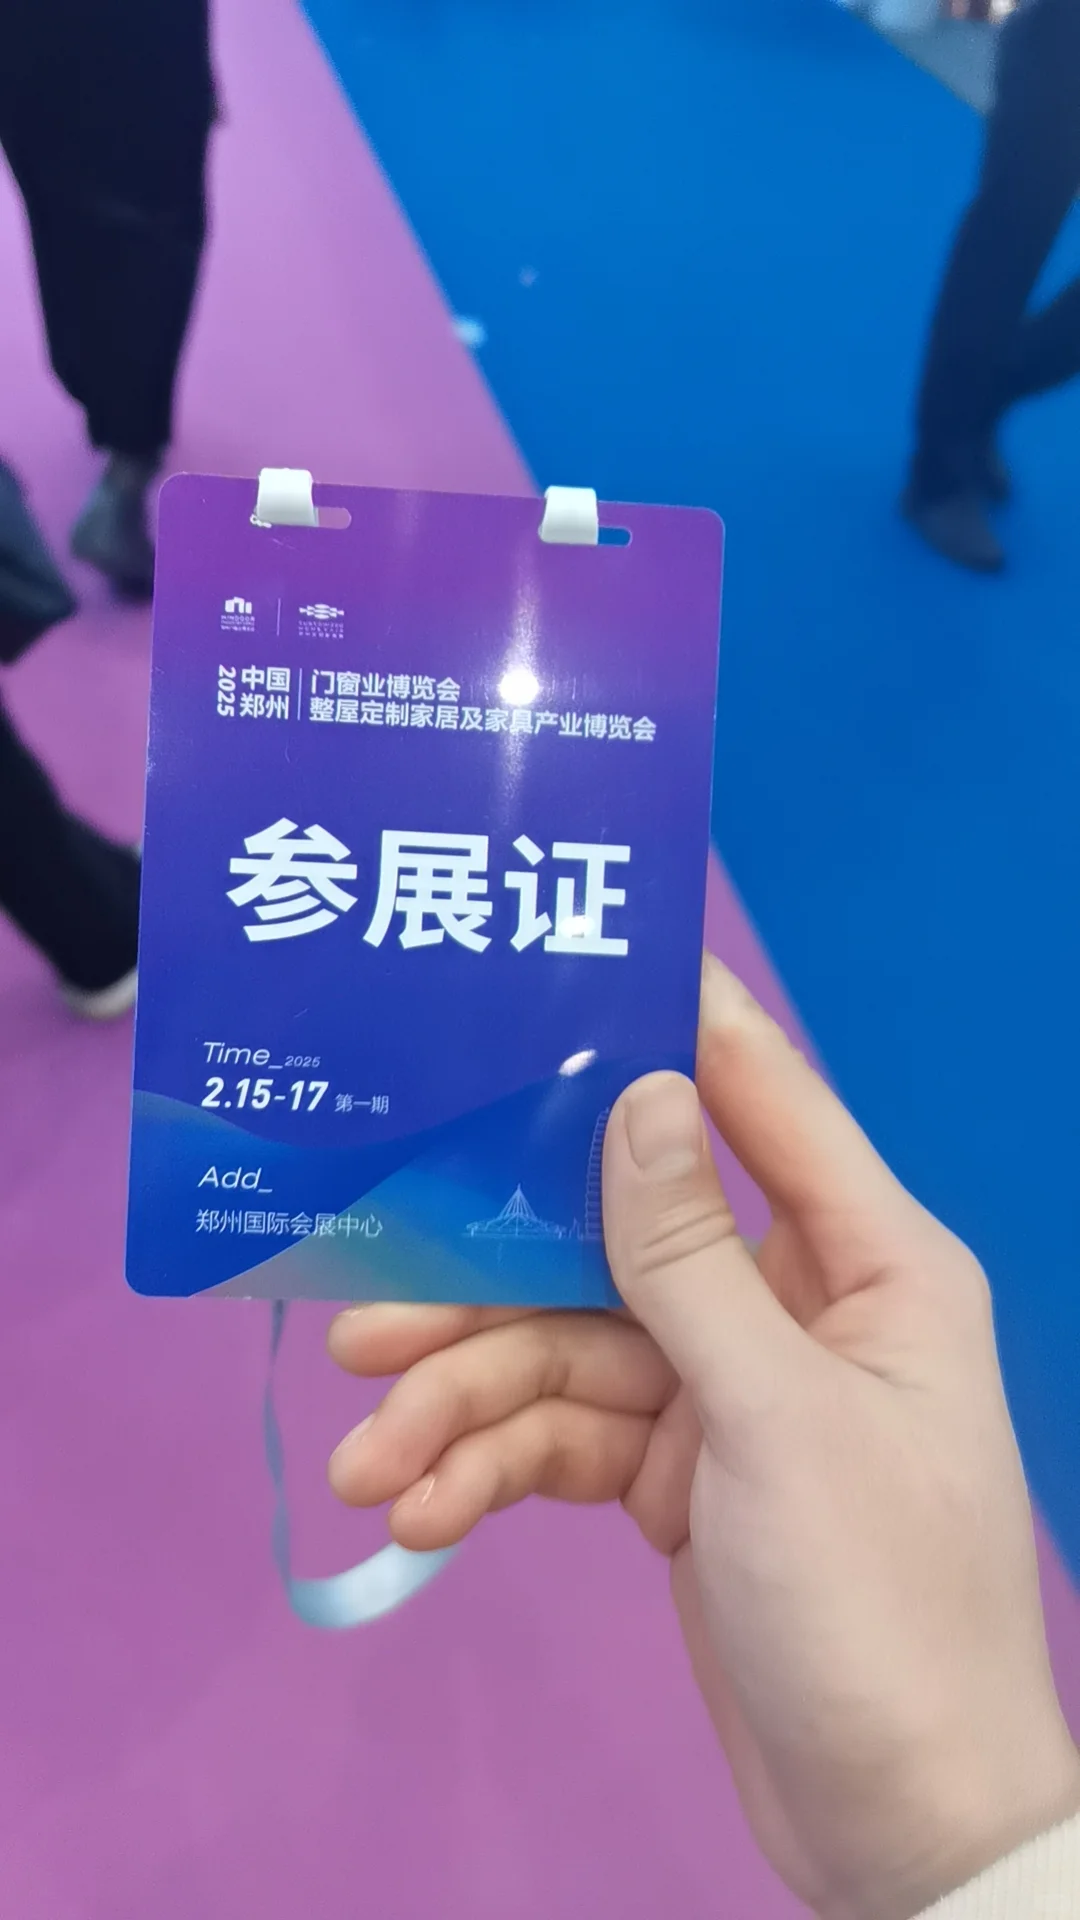 WINDOOR
2025
中国
郑州
门窗业博览会
整屋定制家居及家具产业博览会
参展证
Time_2025
2.15-17 第一期
Add_
郑州国际会展中心